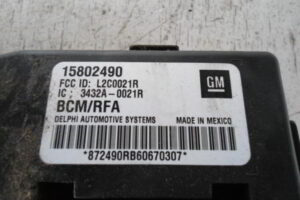 15802490
FCC ID: L2C0021R
IC: 3432A-0021R
GM
BCM/RFA
DELPHI AUTOMOTIVE SYSTEMS MADE IN MEXICO
*872490RB60670307*